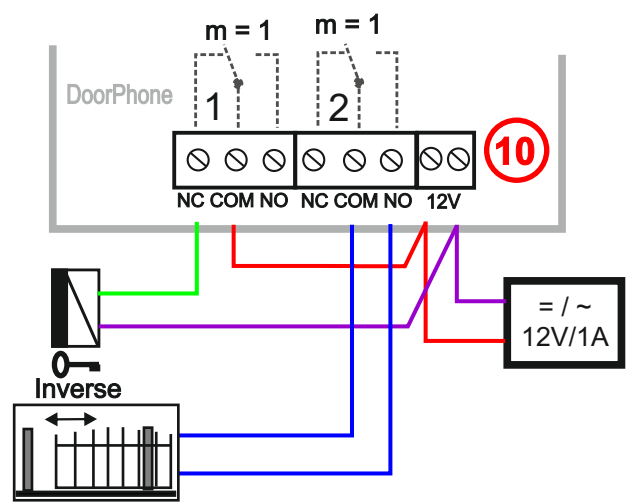 m = 1
m = 1
DoorPhone
1
2
10
NC COM NO
NC COM NO
12V
= / ~
12V/1A
Inverse